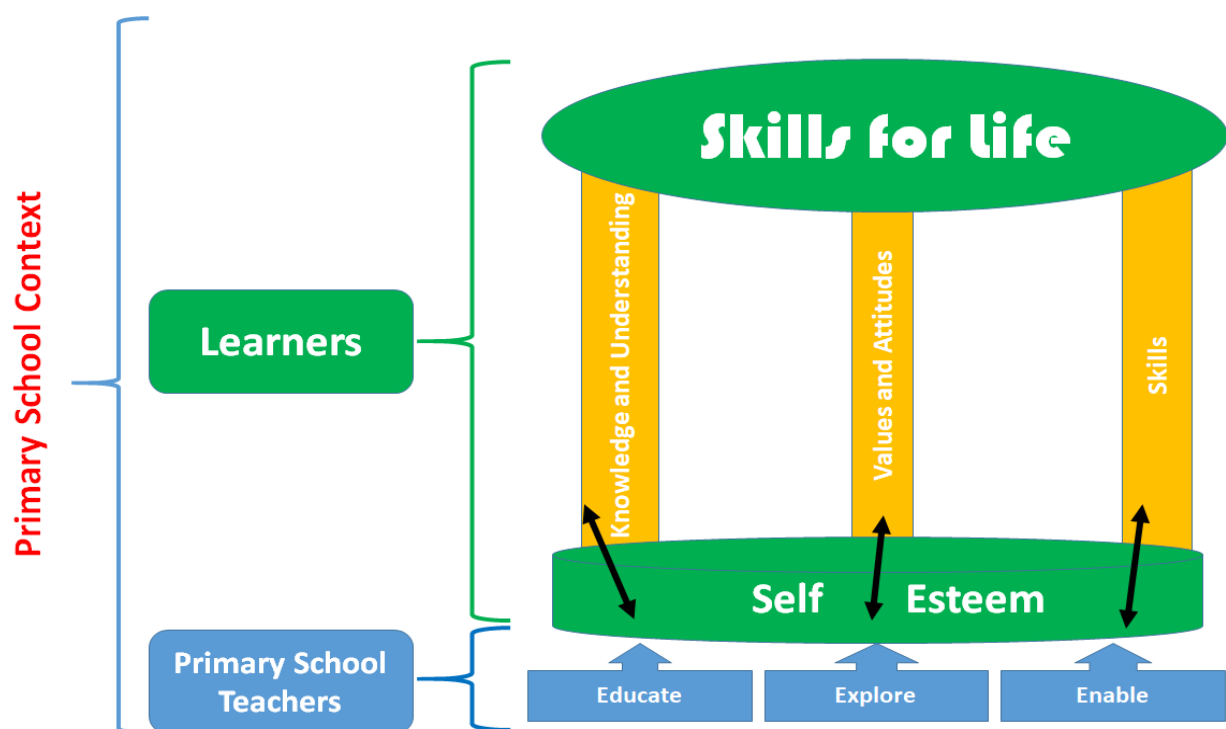 Primary School Context
Learners
Primary School
Teachers
Skills for Life
Knowledge and Understanding
Values and Attitudes
Skills
Self Esteem
Educate
Explore
Enable